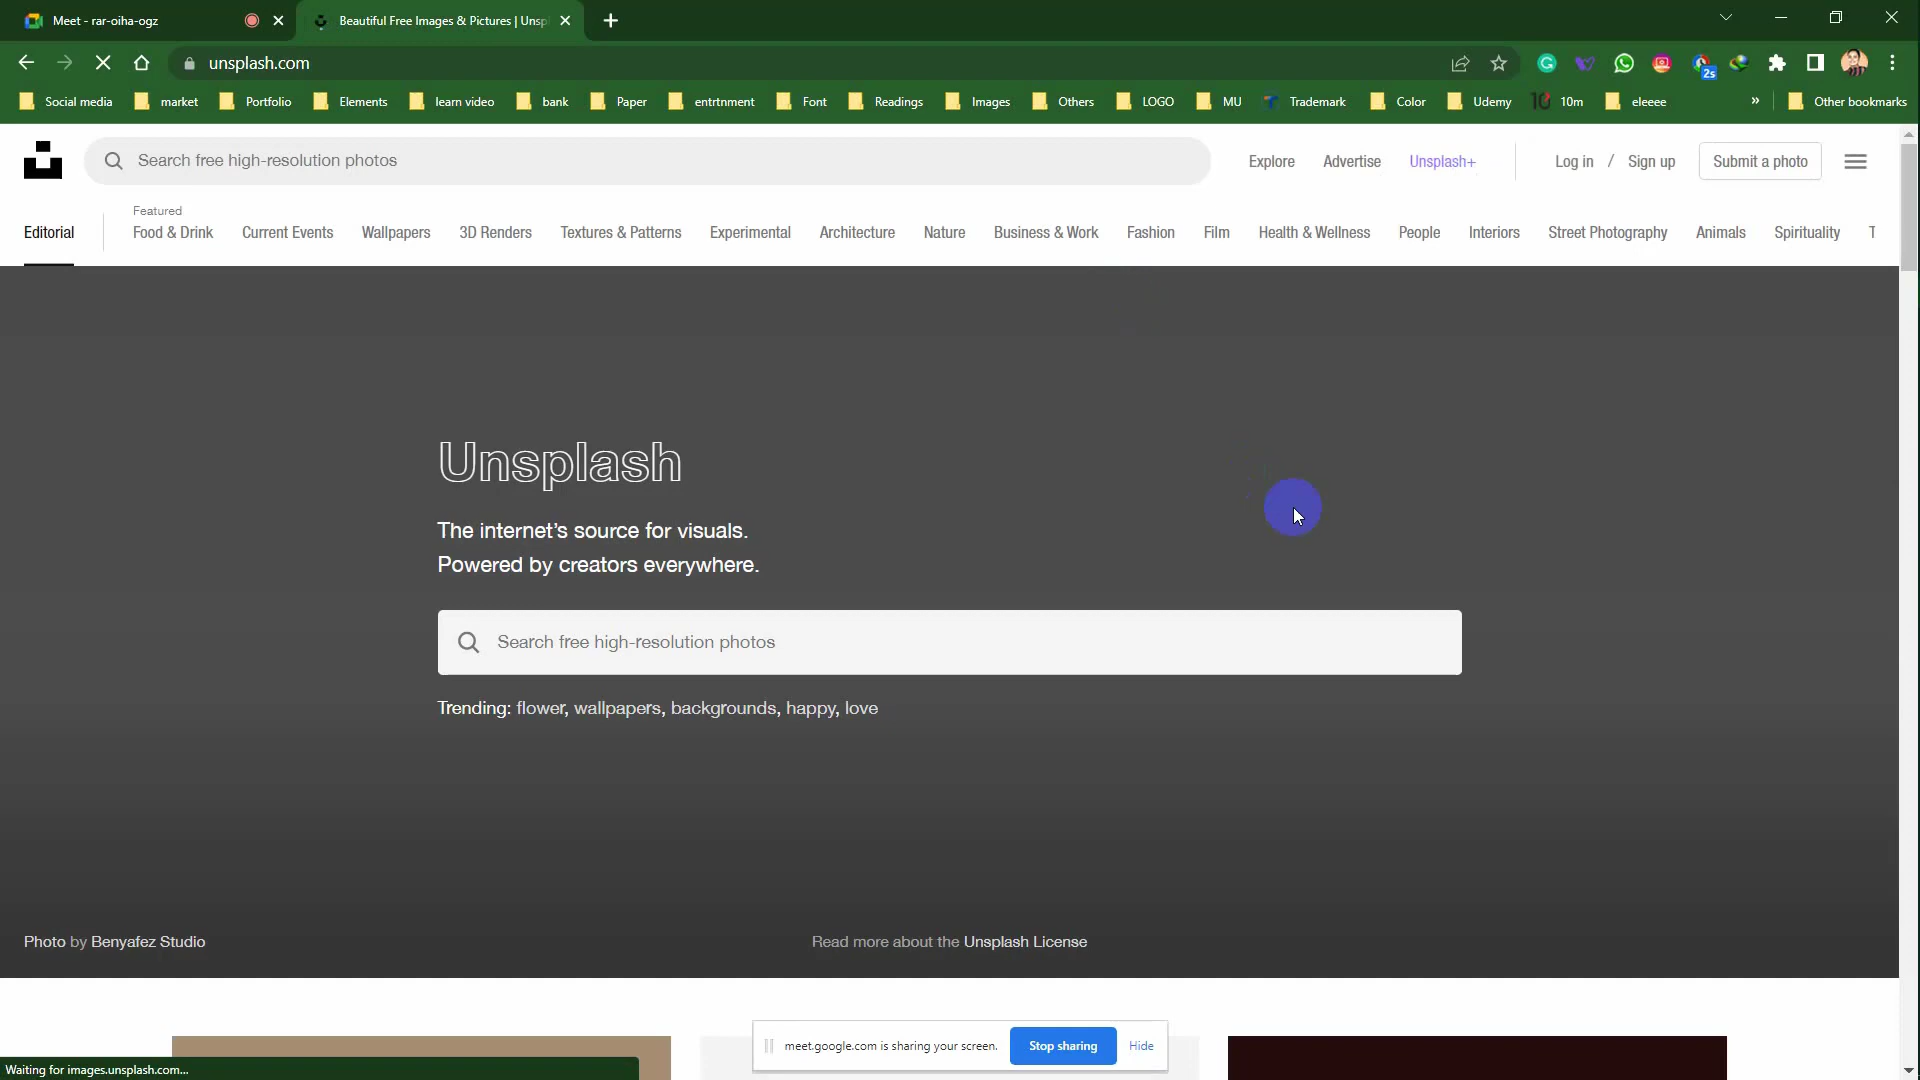 Meet - rar-oiha-ogz
Beautiful Free Images & Pictures | Unsp
unsplash.com
2s
Social media
market
Portfolio
Elements
learn video
bank
Paper
entrtnment
Font
Readings
Images
Others
LOGO
MU
Trademark
Color
Udemy
10m
eleeee
»
Other bookmarks
Search free high-resolution photos
Explore
Advertise
Unsplash+
Log in / Sign up
Submit a photo
Featured
Editorial
Food & Drink
Current Events
Wallpapers
3D Renders
Textures & Patterns
Experimental
Architecture
Nature
Business & Work
Fashion
Film
Health & Wellness
People
Interiors
Street Photography
Animals
Spirituality
T
Unsplash
The internet’s source for visuals.
Powered by creators everywhere.
Search free high-resolution photos
Trending: flower, wallpapers, backgrounds, happy, love
Photo by Benyafez Studio
Read more about the Unsplash License
meet.google.com is sharing your screen.
Stop sharing
Hide
Waiting for images.unsplash.com...